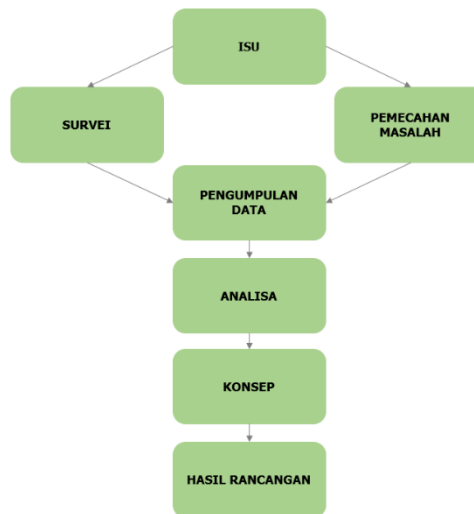 ISU
SURVEI
PEMECAHAN
MASALAH
PENGUMPULAN
DATA
ANALISA
KONSEP
HASIL RANCANGAN